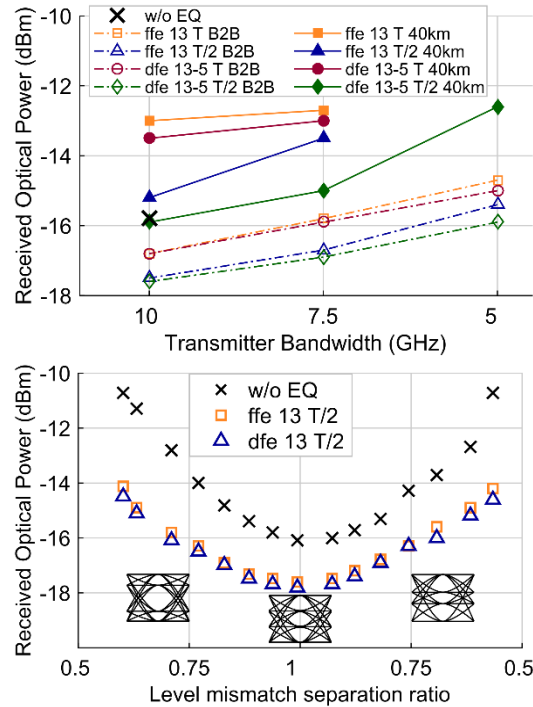 Received Optical Power (dBm)
-10
-12
-14
-16
-18
w/o EQ
ffe 13 T B2B
ffe 13 T/2 B2B
dfe 13-5 T B2B
dfe 13-5 T/2 B2B
ffe 13 T 40km
ffe 13 T/2 40km
dfe 13-5 T 40km
dfe 13-5 T/2 40km
10
7.5
5
Transmitter Bandwidth (GHz)
Received Optical Power (dBm)
-10
-12
-14
-16
-18
w/o EQ
ffe 13 T/2
dfe 13 T/2
0.5
0.75
1
0.75
0.5
Level mismatch separation ratio